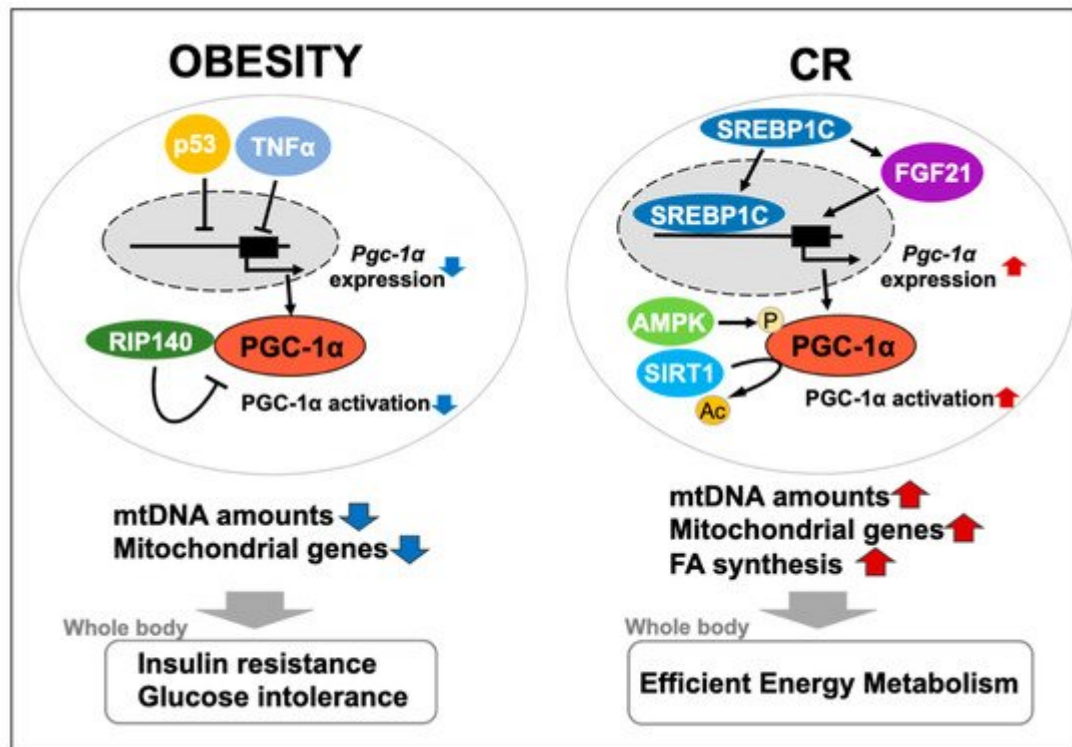 OBESITY
p53
TNFα
Pgc-1α
expression
RIP140
PGC-1α
PGC-1α activation
mtDNA amounts
Mitochondrial genes
Whole body
Insulin resistance
Glucose intolerance
CR
SREBP1C
FGF21
SREBP1C
Pgc-1α
expression
AMPK
P
PGC-1α
SIRT1
Ac
PGC-1α activation
mtDNA amounts
Mitochondrial genes
FA synthesis
Whole body
Efficient Energy Metabolism